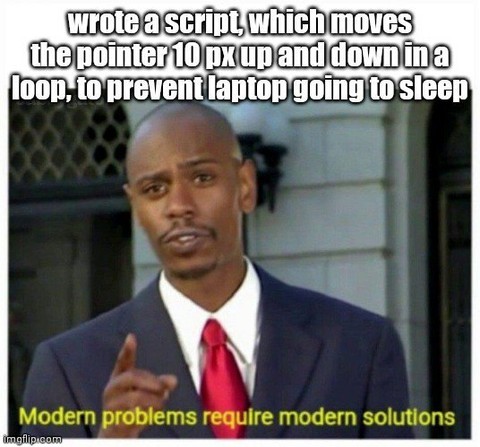 wrote a script, which moves
the pointer 10 px up and down in a
loop, to prevent laptop going to sleep
Modern problems require modern solutions
imgflip.com